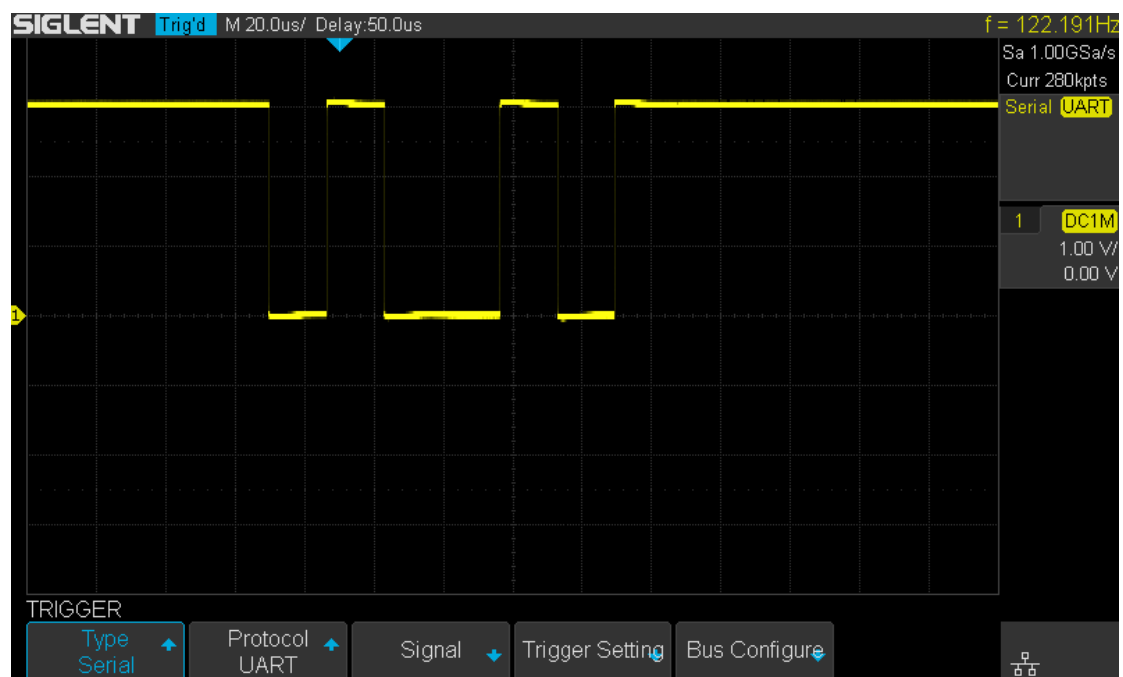 SIGLENT Trig'd M 20.0us/ Delay:50.0us f = 122.191Hz
Sa 1.00GSa/s
Curr 280kpts
Serial UART
1 DC1M
1.00 V/
0.00 V
1
TRIGGER
Type
Serial
Protocol
UART
Signal
Trigger Setting
Bus Configure